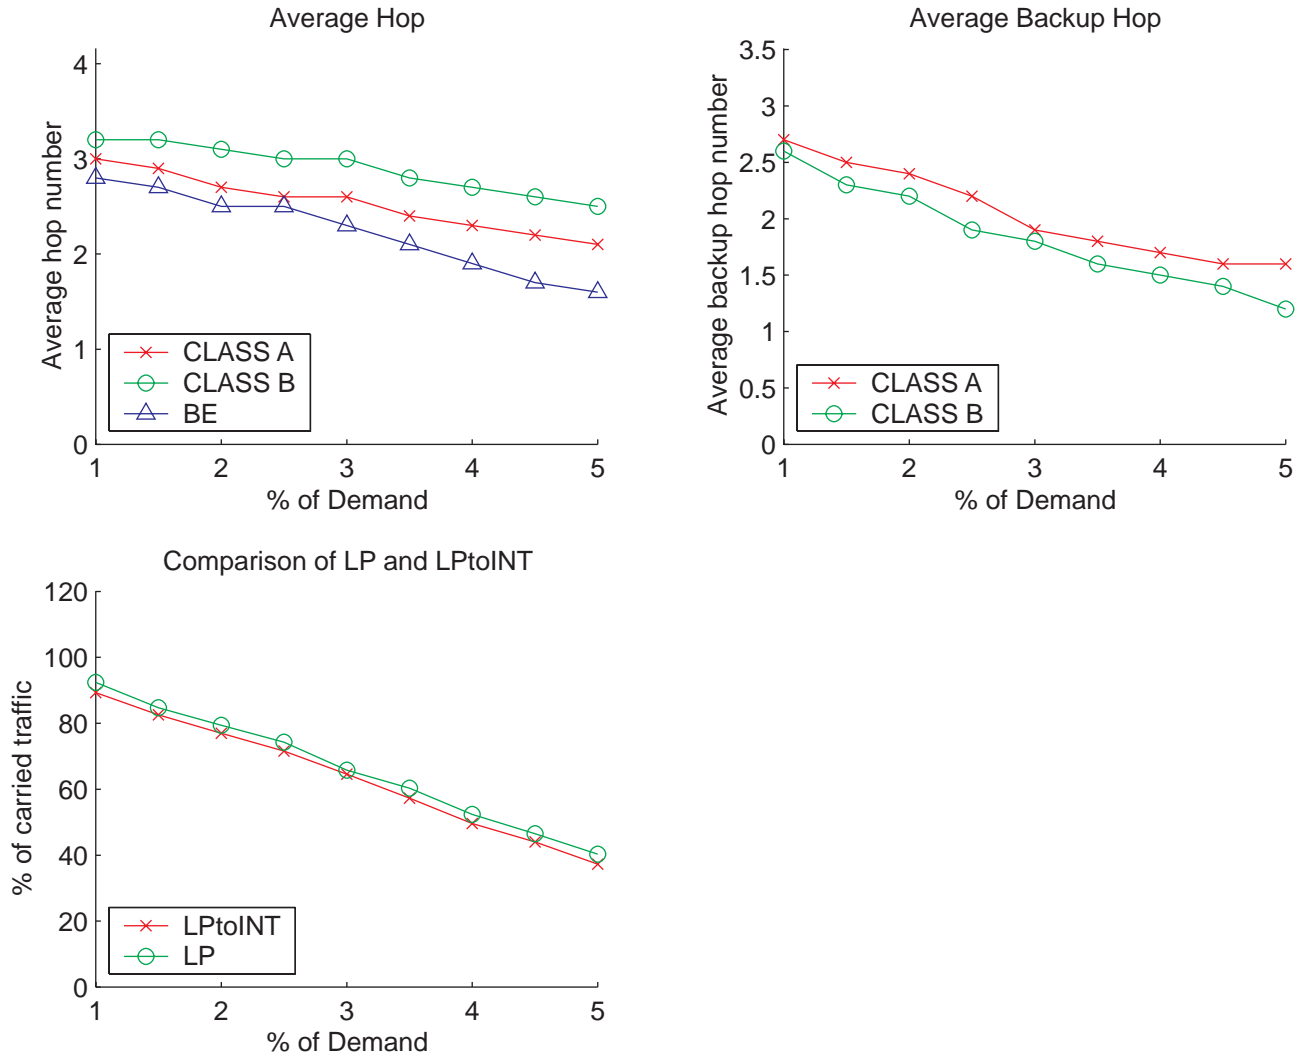 Average Hop
Average hop number
4
3
2
1
0
CLASS A
CLASS B
BE
1 2 3 4 5
% of Demand
Average Backup Hop
Average backup hop number
3.5
3
2.5
2
1.5
1
0.5
0
CLASS A
CLASS B
1 2 3 4 5
% of Demand
Comparison of LP and LPtoINT
% of carried traffic
120
100
80
60
40
20
0
LPtoINT
LP
1 2 3 4 5
% of Demand